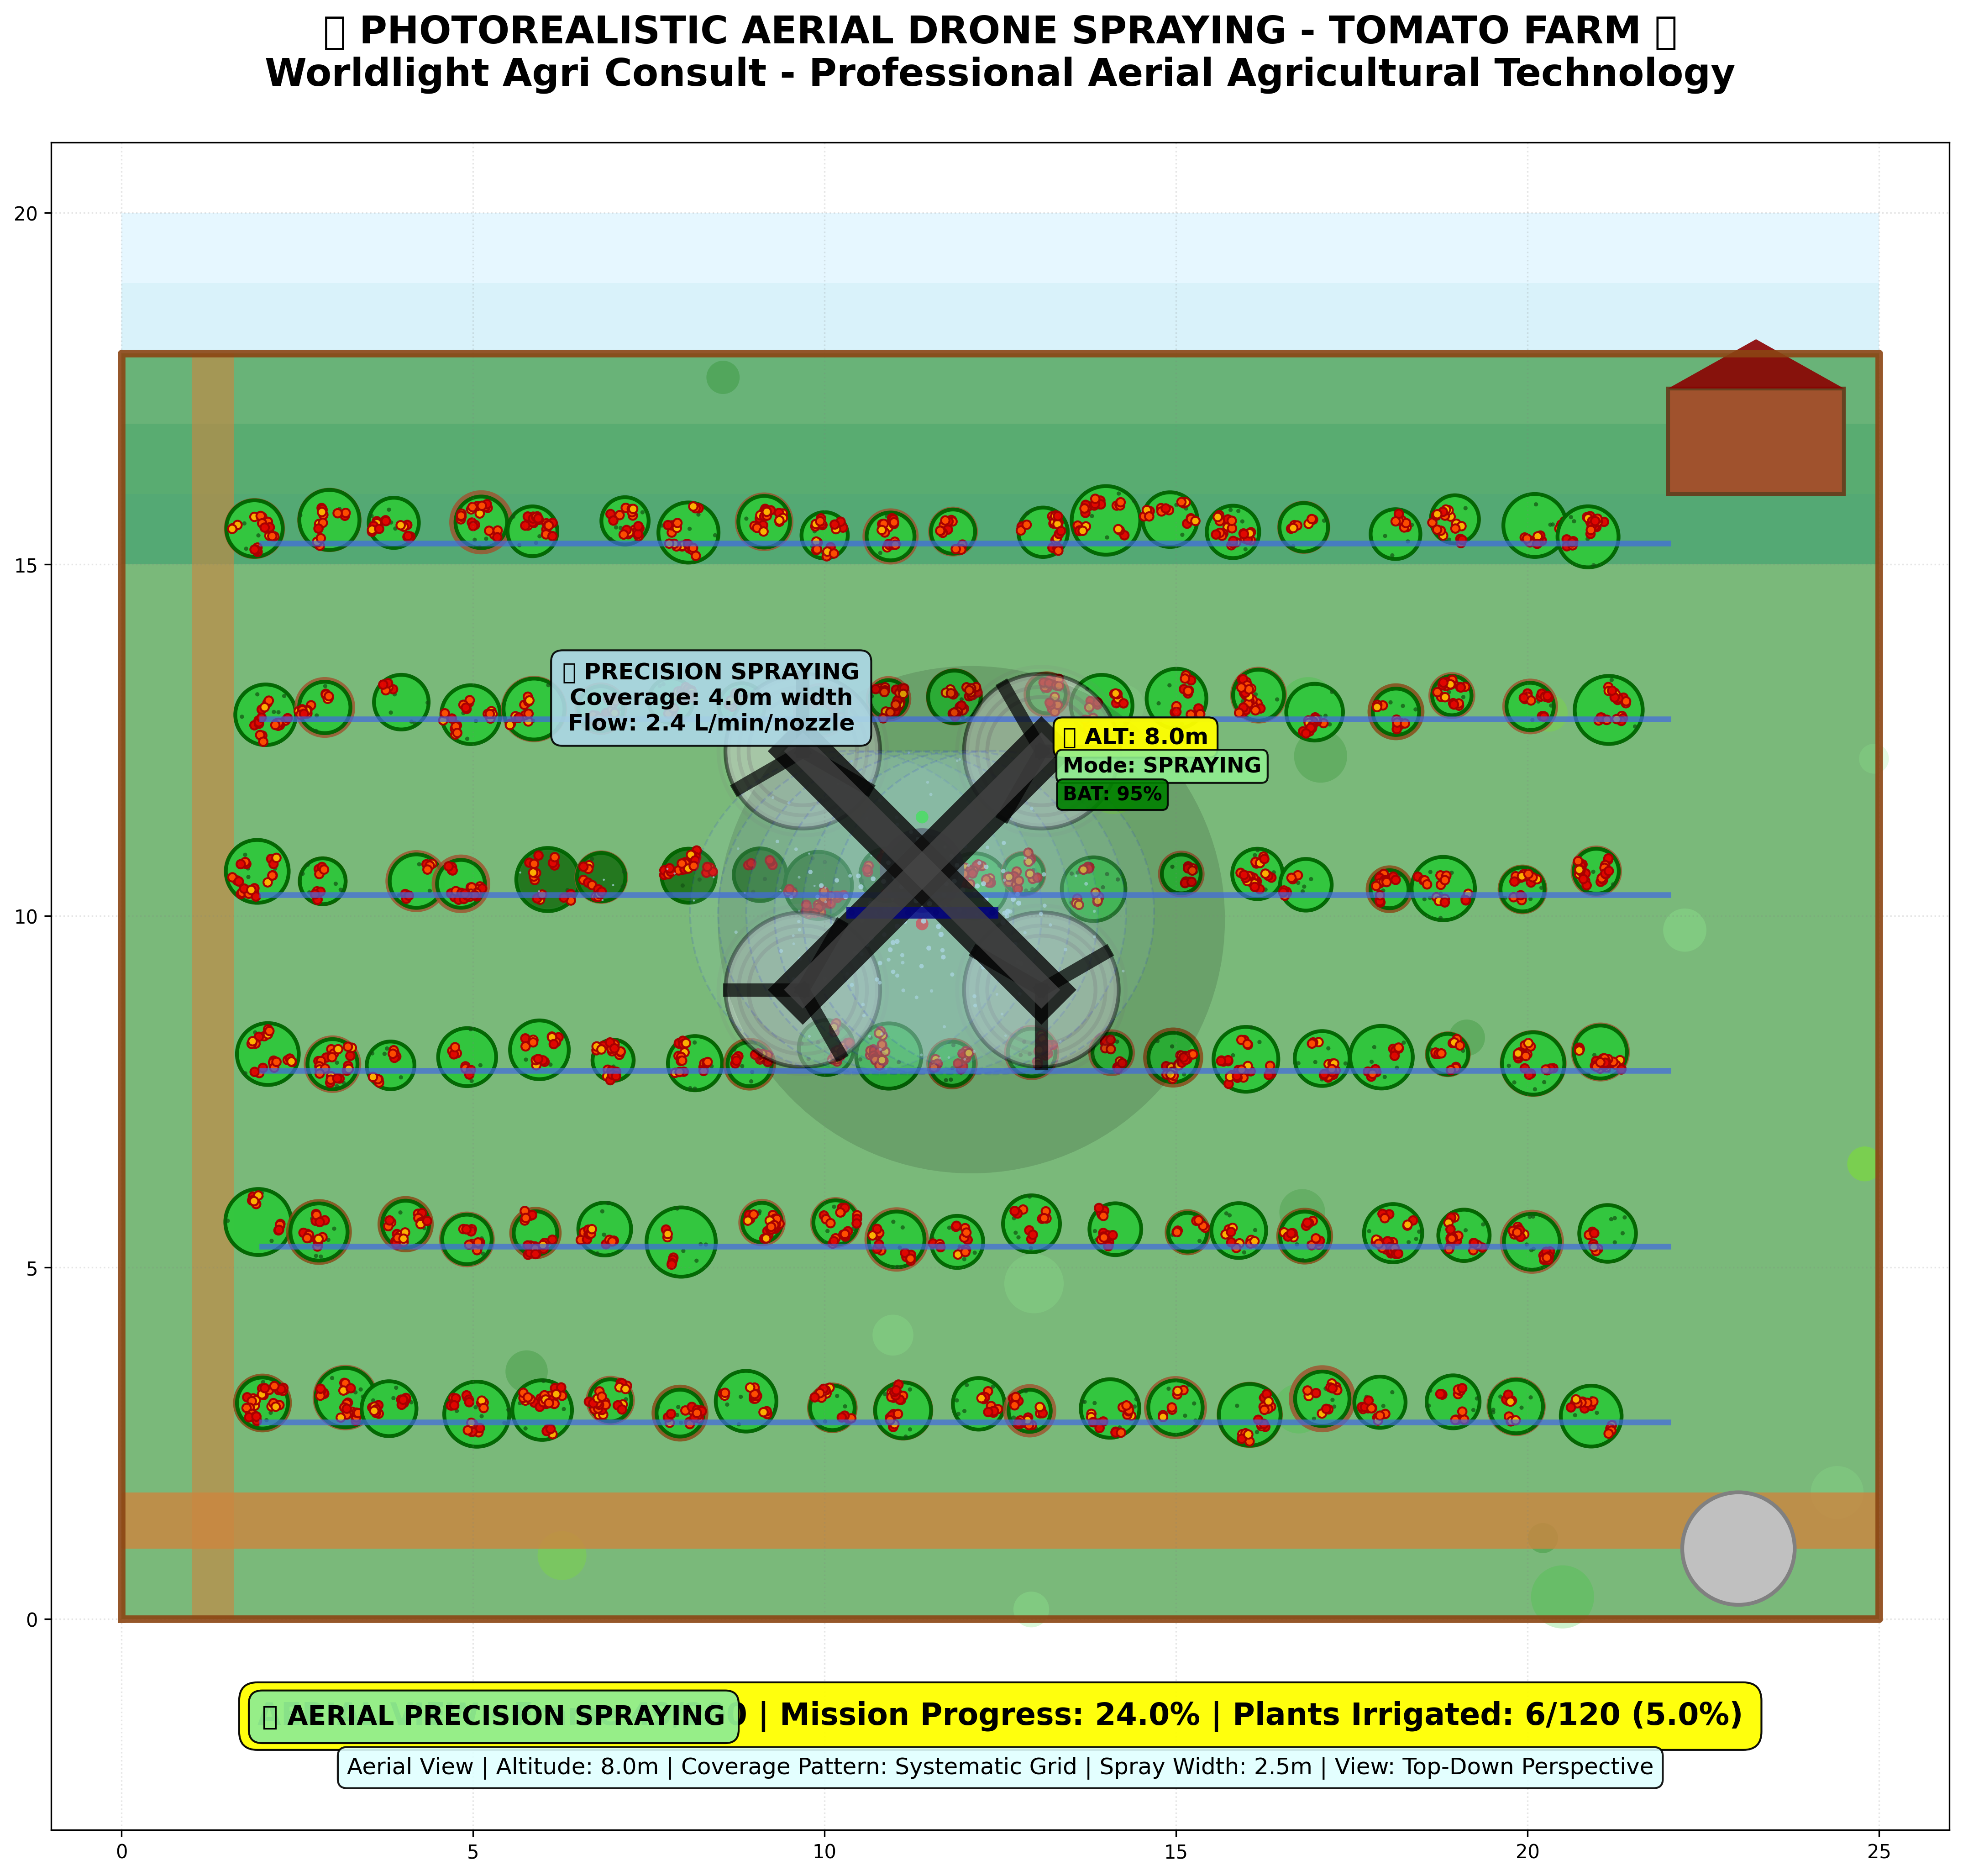 PHOTOREALISTIC AERIAL DRONE SPRAYING - TOMATO FARM
Worldlight Agri Consult - Professional Aerial Agricultural Technology
20
15
10
5
0
PRECISION SPRAYING
Coverage: 4.0m width
Flow: 2.4 L/min/nozzle
ALT: 8.0m
Mode: SPRAYING
BAT: 95%
AERIAL PRECISION SPRAYING
0 | Mission Progress: 24.0% | Plants Irrigated: 6/120 (5.0%)
Aerial View | Altitude: 8.0m | Coverage Pattern: Systematic Grid | Spray Width: 2.5m | View: Top-Down Perspective
0
5
10
15
20
25